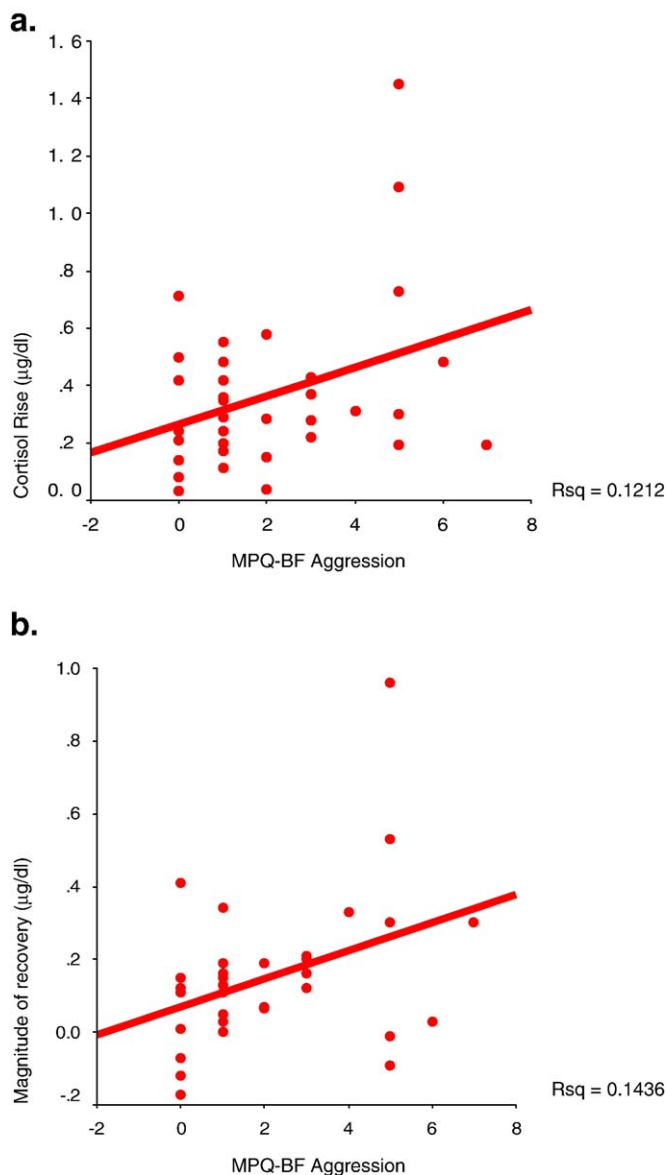 a.
1. 6
1. 4
1. 2
1. 0
.8
.6
.4
.2
0. 0
Cortisol Rise (µg/dl)
-2 0 2 4 6 8
MPQ-BF Aggression
Rsq = 0.1212
b.
1.0
.8
.6
.4
.2
0.0
-.2
Magnitude of recovery (µg/dl)
-2 0 2 4 6 8
MPQ-BF Aggression
Rsq = 0.1436